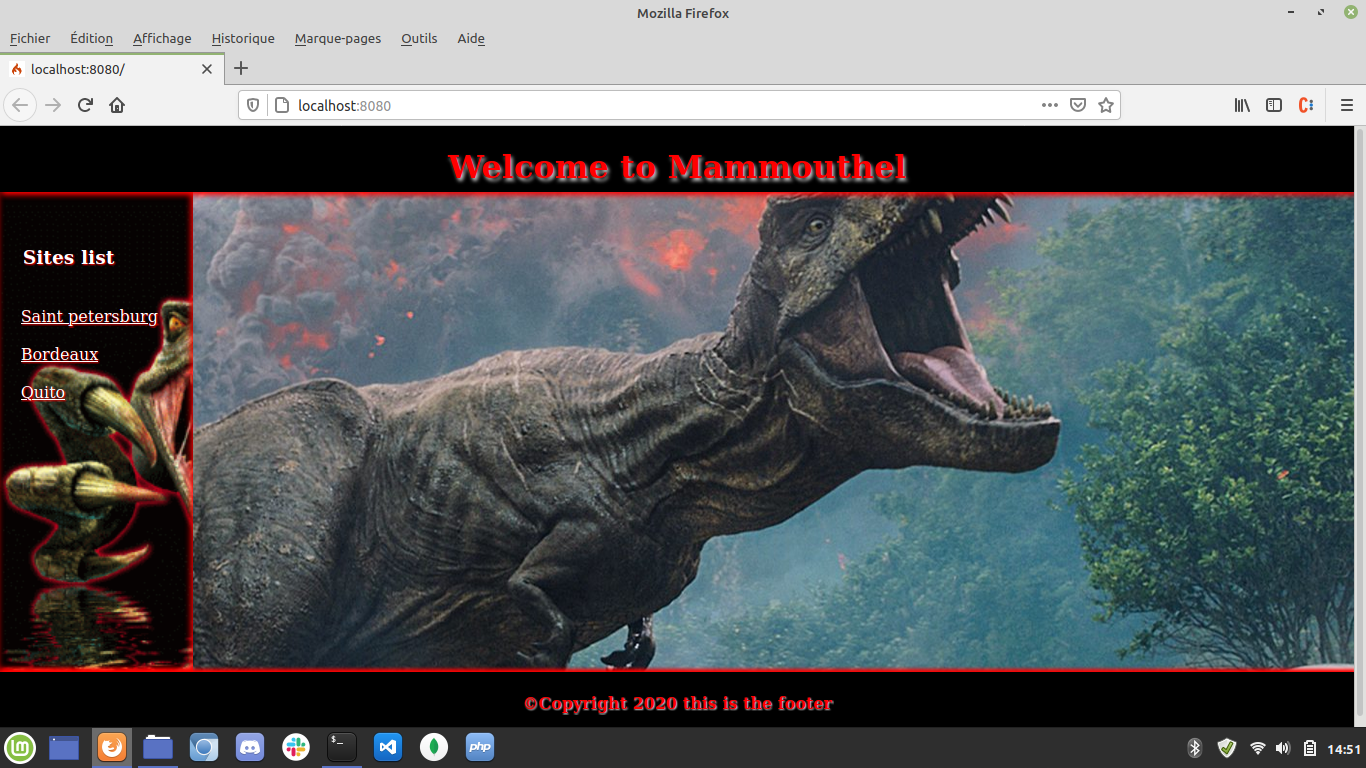 Mozilla Firefox
Fichier Édition Affichage Historique Marque-pages Outils Aide
localhost:8080/
localhost:8080
Welcome to Mammouthel
Sites list
Saint petersburg
Bordeaux
Quito
©Copyright 2020 this is the footer
$_
php
14:51